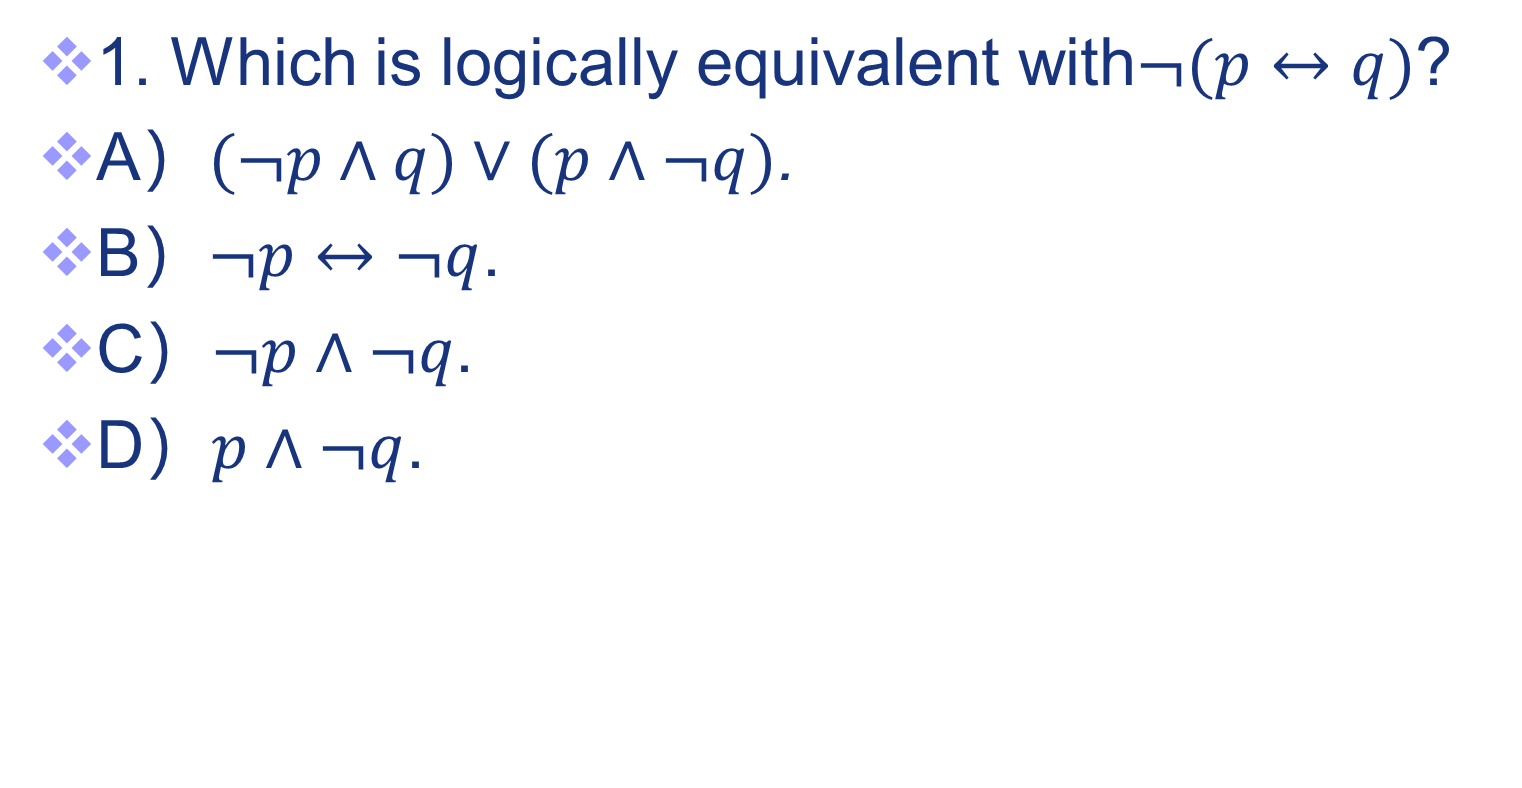 ❖1. Which is logically equivalent with¬(𝑝 ↔ 𝑞)?
❖A) (¬𝑝 ∧ 𝑞) ∨ (𝑝 ∧ ¬𝑞).
❖B) ¬𝑝 ↔ ¬𝑞.
❖C) ¬𝑝 ∧ ¬𝑞.
❖D) 𝑝 ∧ ¬𝑞.